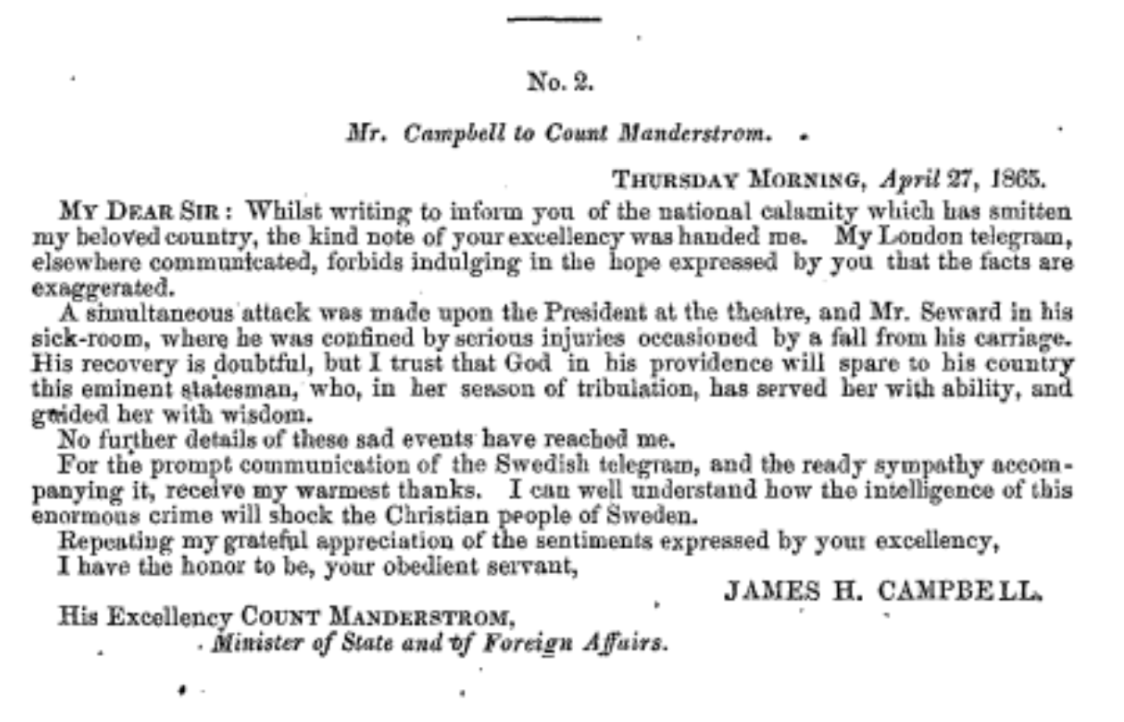 No. 2.
Mr. Campbell to Count Manderstrom.
THURSDAY MORNING, April 27, 1865.
MY DEAR SIR: Whilst writing to inform you of the national calamity which has smitten
my beloved country, the kind note of your excellency was handed me. My London telegram,
elsewhere communicated, forbids indulging in the hope expressed by you that the facts are
exaggerated.
A simultaneous attack was made upon the President at the theatre, and Mr. Seward in his
sick-room, where he was confined by serious injuries occasioned by a fall from his carriage.
His recovery is doubtful, but I trust that God in his providence will spare to his country
this eminent statesman, who, in her season of tribulation, has served her with ability, and
guided her with wisdom.
No further details of these sad events have reached me.
For the prompt communication of the Swedish telegram, and the ready sympathy accom-
panying it, receive my warmest thanks. I can well understand how the intelligence of this
enormous crime will shock the Christian people of Sweden.
Repeating my grateful appreciation of the sentiments expressed by your excellency,
I have the honor to be, your obedient servant,
JAMES H. CAMPBELL.
His Excellency COUNT MANDERSTROM,
Minister of State and of Foreign Affairs.